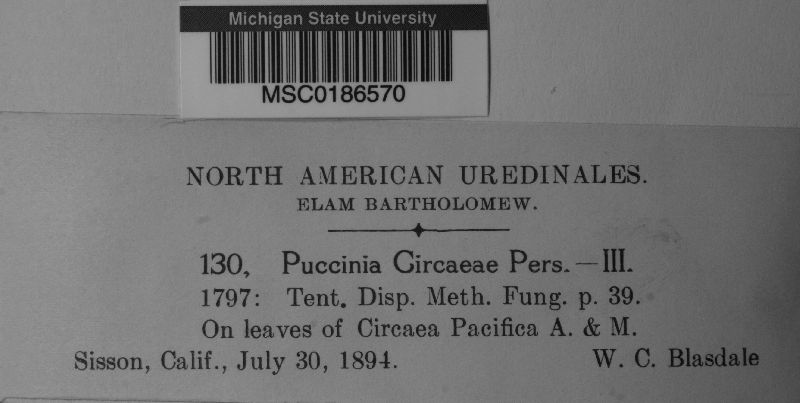 Michigan State University
MSC0186570
NORTH AMERICAN UREDINALES.
ELAM BARTHOLOMEW.
130, Puccinia Circaeae Pers.—III.
1797: Tent. Disp. Meth. Fung. p. 39.
On leaves of Circaea Pacifica A. & M.
Sisson, Calif., July 30, 1894. W. C. Blasdale